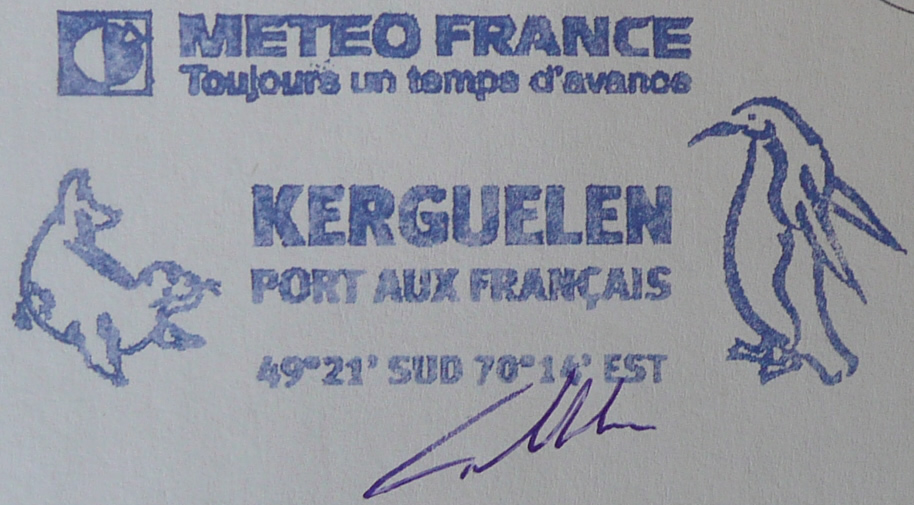 METEO FRANCE
Toujours un temps d'avance
KERGUELEN
PORT AUX FRANÇAIS
49°21' SUD 70°14' EST